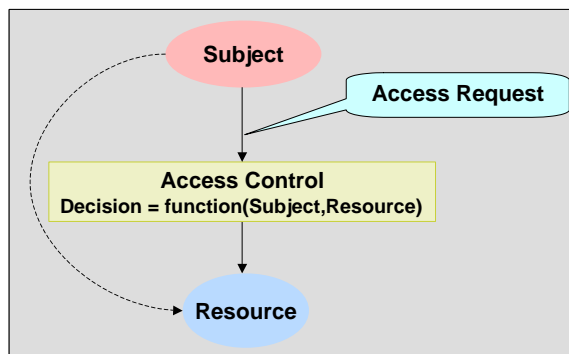 Subject
Access Request
Access Control
Decision = function(Subject,Resource)
Resource